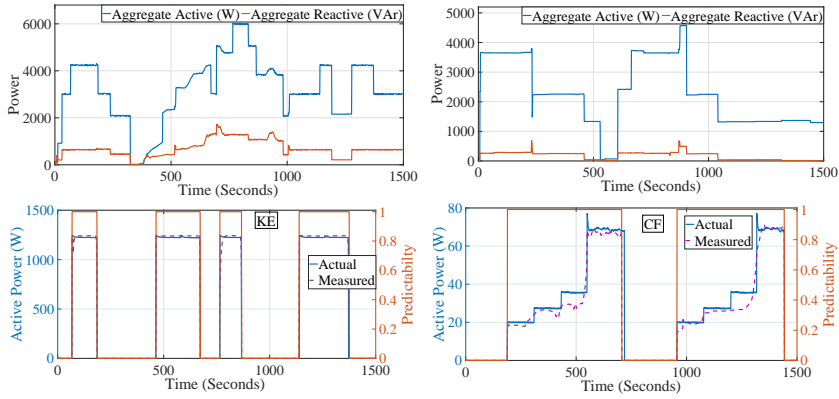 Aggregate Active (W) Aggregate Reactive (VAr)
Power
6000
4000
2000
0
0 500 1000 1500
Time (Seconds)
Aggregate Active (W) Aggregate Reactive (VAr)
Power
5000
4000
3000
2000
1000
0
0 500 1000 1500
Time (Seconds)
KE
Actual
Measured
Active Power (W)
1500
1000
500
0
Predictability
1
0.8
0.6
0.4
0.2
0
0 500 1000 1500
Time (Seconds)
CF
Actual
Measured
Active Power (W)
80
60
40
20
0
Predictability
1
0.8
0.6
0.4
0.2
0
0 500 1000 1500
Time (Seconds)